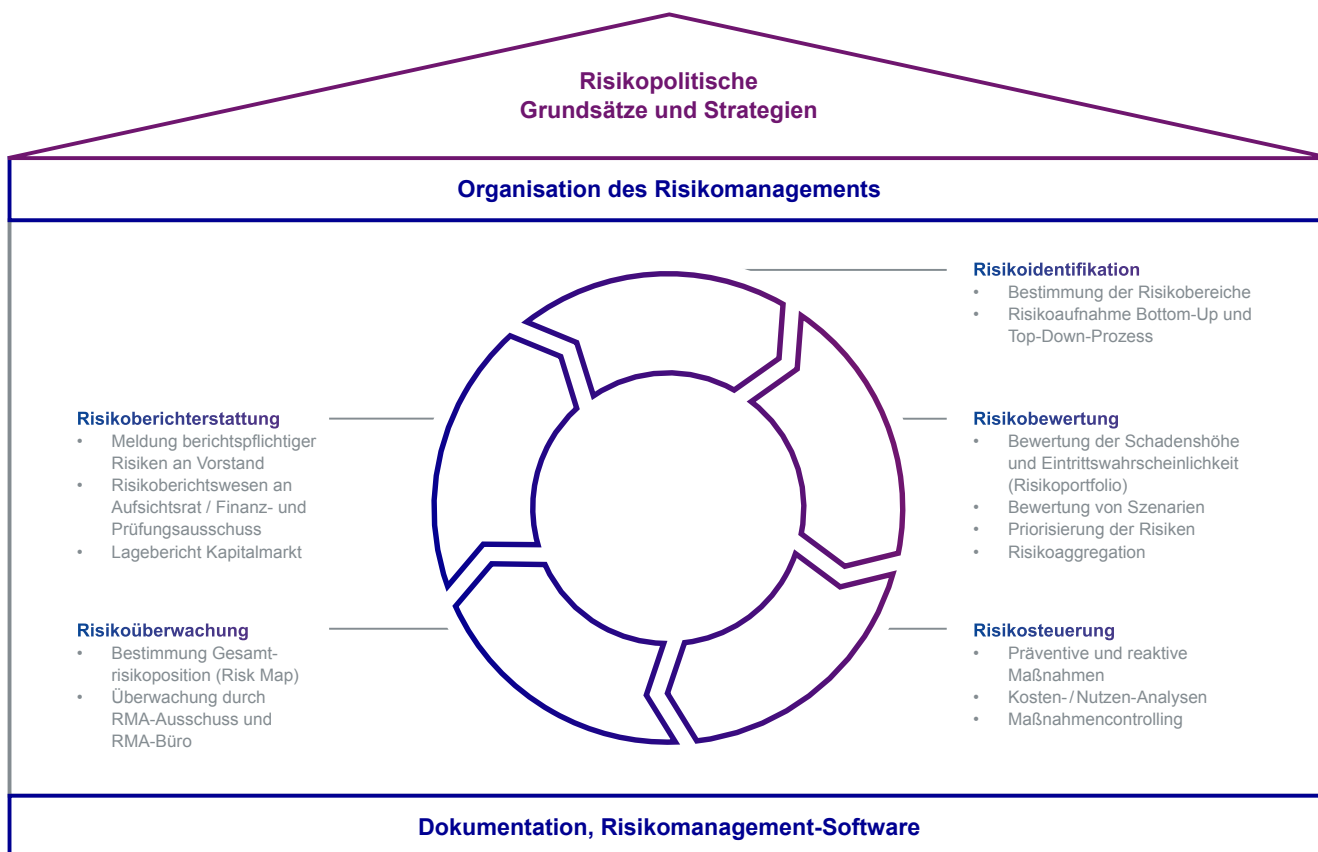 Risikopolitische
Grundsätze und Strategien
Organisation des Risikomanagements
Risikoidentifikation
• Bestimmung der Risikobereiche
• Risikoaufnahme Bottom-Up und
Top-Down-Prozess
Risikobewertung
• Bewertung der Schadenshöhe
und Eintrittswahrscheinlichkeit
(Risikoportfolio)
• Bewertung von Szenarien
• Priorisierung der Risiken
• Risikoaggregation
Risikosteuerung
• Präventive und reaktive
Maßnahmen
• Kosten-/Nutzen-Analysen
• Maßnahmencontrolling
Risikoüberwachung
• Bestimmung Gesamt-
risikoposition (Risk Map)
• Überwachung durch
RMA-Ausschuss und
RMA-Büro
Risikoberichterstattung
• Meldung berichtspflichtiger
Risiken an Vorstand
• Risikoberichtswesen an
Aufsichtsrat / Finanz- und
Prüfungsausschuss
• Lagebericht Kapitalmarkt
Dokumentation, Risikomanagement-Software